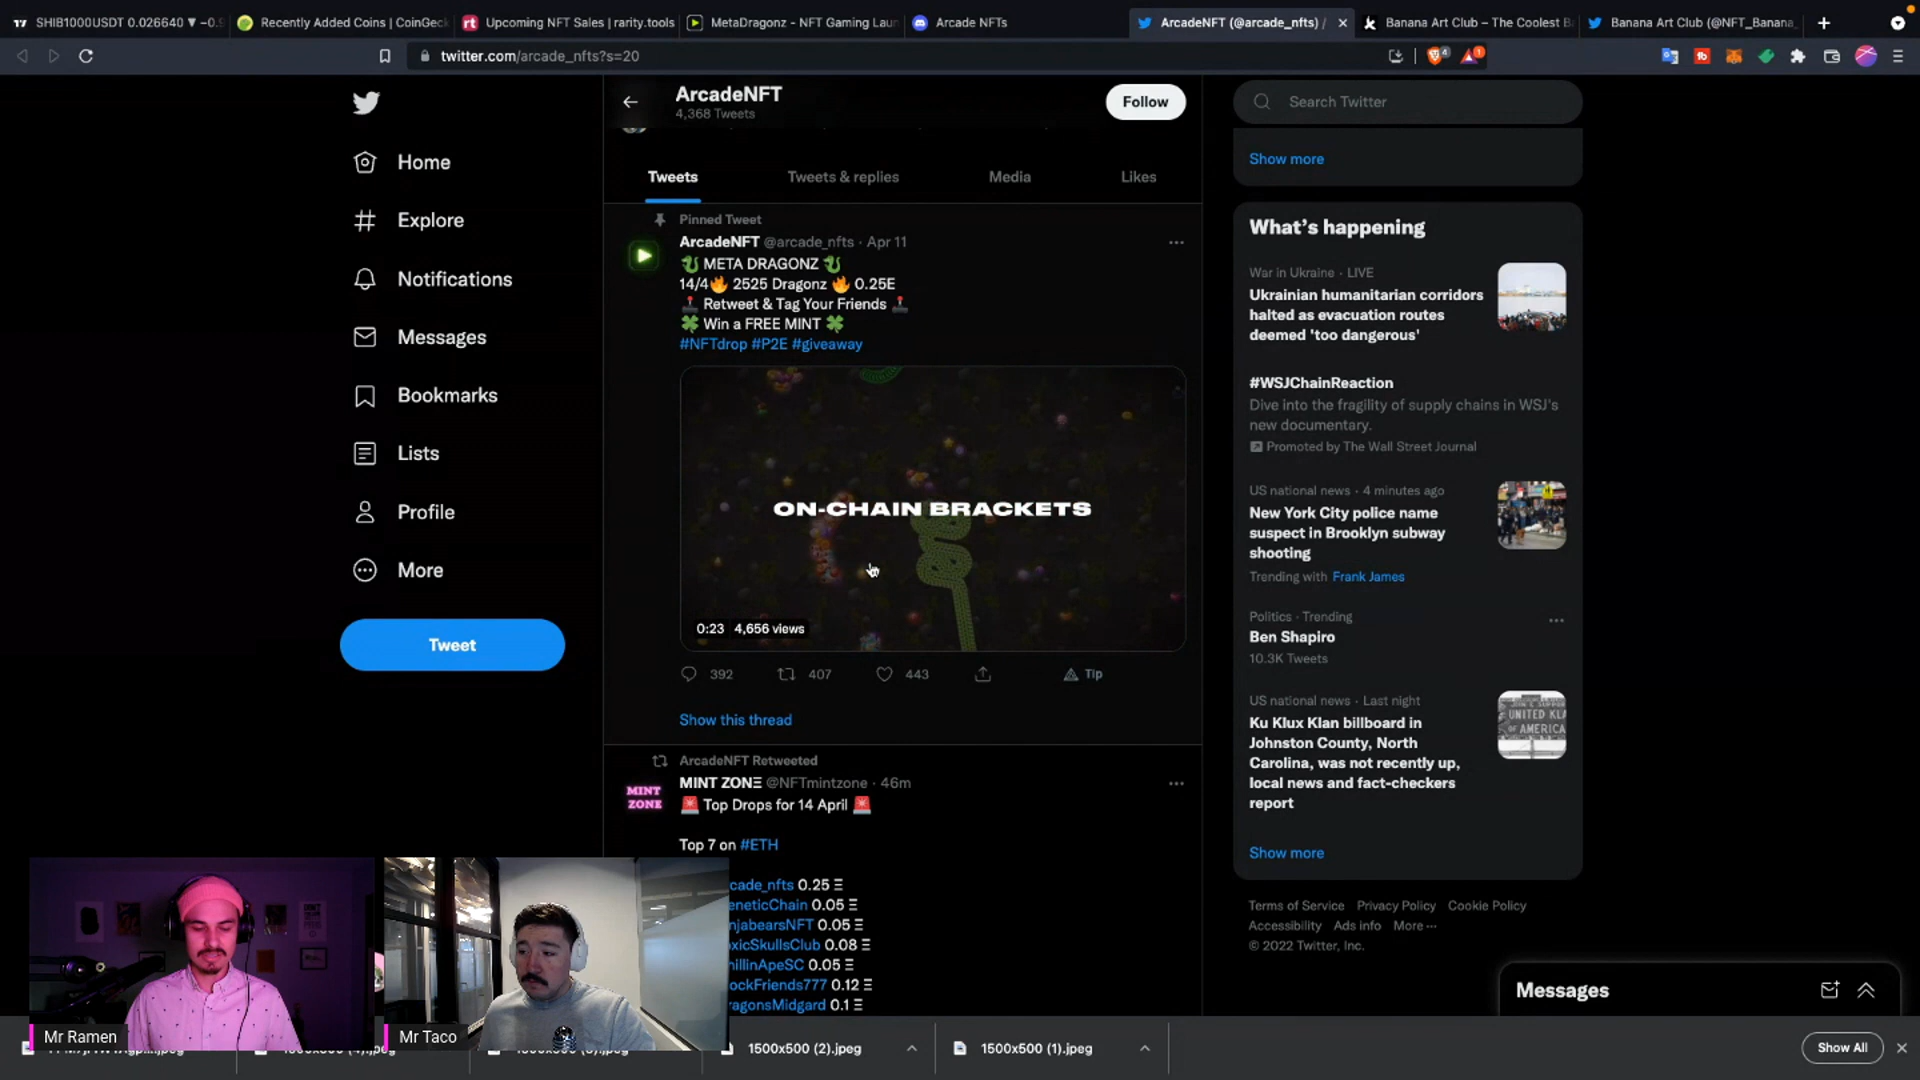 SHIB1000USDT 0.026640 ▼ −0.9
Recently Added Coins | CoinGeck
Upcoming NFT Sales | rarity.tools
MetaDragonz - NFT Gaming Laun
Arcade NFTs
ArcadeNFT (@arcade_nfts) /
Banana Art Club – The Coolest B
Banana Art Club (@NFT_Banana_
twitter.com/arcade_nfts?s=20
Home
Explore
Notifications
Messages
Bookmarks
Lists
Profile
More
Tweet
ArcadeNFT
4,368 Tweets
Follow
Tweets
Tweets & replies
Media
Likes
Pinned Tweet
ArcadeNFT @arcade_nfts · Apr 11
🐉 META DRAGONZ 🐉
14/4🔥 2525 Dragonz 🔥 0.25E
🕹️ Retweet & Tag Your Friends 🕹️
🍀 Win a FREE MINT 🍀
#NFTdrop #P2E #giveaway
ON-CHAIN BRACKETS
0:23 4,656 views
392
407
443
Tip
Show this thread
ArcadeNFT Retweeted
MINT ZONE
MINT ZONΞ @NFTmintzone · 46m
🚨 Top Drops for 14 April 🚨
Top 7 on #ETH
cade_nfts 0.25 Ξ
eneticChain 0.05 Ξ
njabearsNFT 0.05 Ξ
oxicSkullsClub 0.08 Ξ
hillinApeSC 0.05 Ξ
ockFriends777 0.12 Ξ
ragonsMidgard 0.1 Ξ
Search Twitter
Show more
What's happening
War in Ukraine · LIVE
Ukrainian humanitarian corridors
halted as evacuation routes
deemed 'too dangerous'
#WSJChainReaction
Dive into the fragility of supply chains in WSJ's
new documentary.
Promoted by The Wall Street Journal
US national news · 4 minutes ago
New York City police name
suspect in Brooklyn subway
shooting
Trending with Frank James
Politics · Trending
Ben Shapiro
10.3K Tweets
US national news · Last night
Ku Klux Klan billboard in
Johnston County, North
Carolina, was not recently up,
local news and fact-checkers
report
UNITED KLA
OF AMERICA
Show more
Terms of Service Privacy Policy Cookie Policy
Accessibility Ads info More ···
© 2022 Twitter, Inc.
Messages
Mr Ramen
Mr Taco
1500x500 (2).jpeg
1500x500 (1).jpeg
Show All